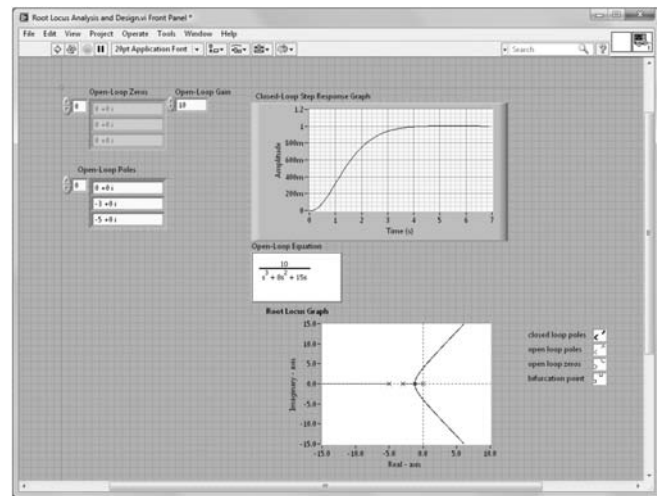 Root Locus Analysis and Design.vi Front Panel *
File Edit View Project Operate Tools Window Help
29pt Application Font
Search
Open-Loop Zeros
0
0 +0 i
0 +0 i
0 +0 i
Open-Loop Gain
10
Open-Loop Poles
0
0 +0 i
-3 +0 i
-5 +0 i
Closed-Loop Step Response Graph
Amplitude
1.2
1
800m
600m
400m
200m
0
0 1 2 3 4 5 6 7
Time (s)
Open-Loop Equation
10
s³ + 8s² + 15s
Root Locus Graph
Imaginary - axis
15.0
10.0
5.0
0.0
-5.0
-10.0
-15.0
-15.0 -10.0 -5.0 0.0 5.0 10.0
Real - axis
closed loop poles
open loop poles
open loop zeros
bifurcation point